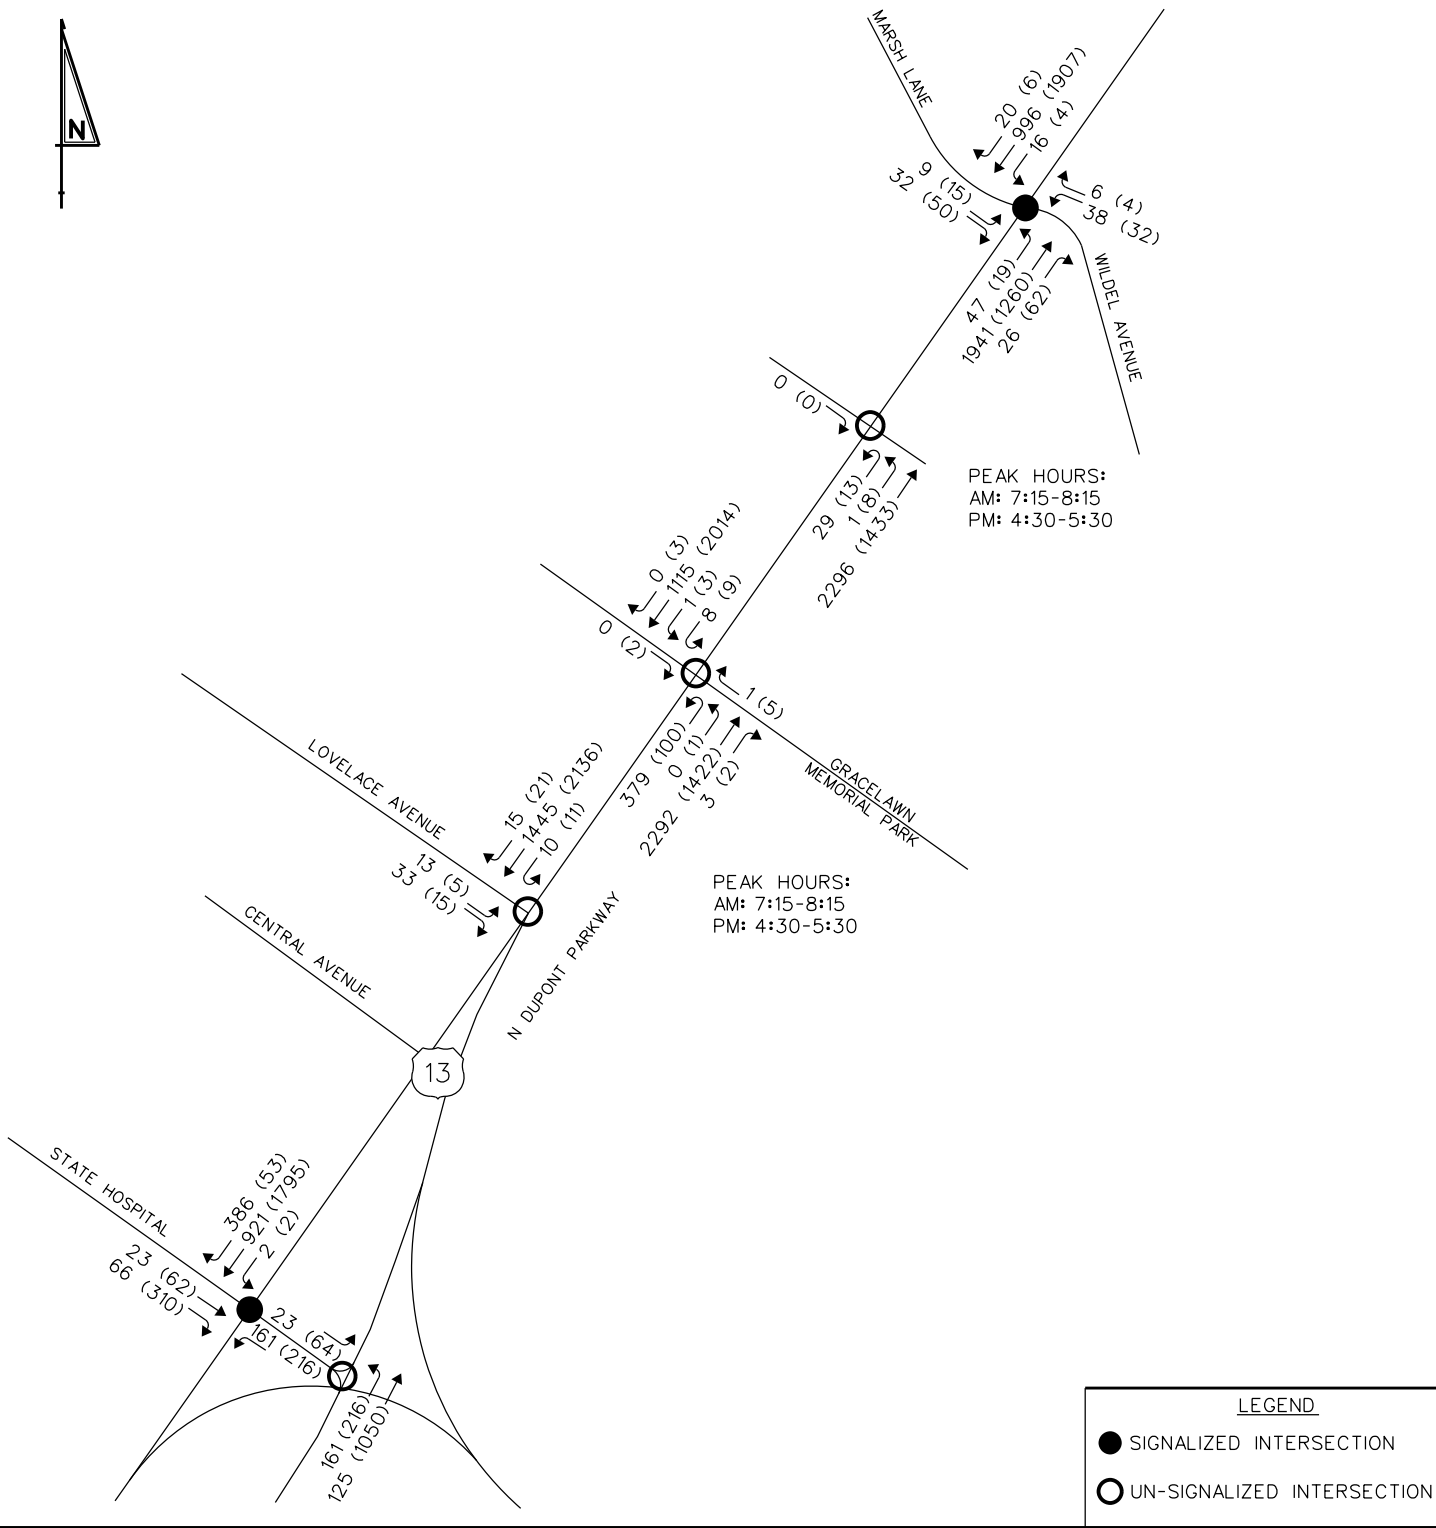 N
MARSH LANE
20 (6)
996 (1907)
16 (4)
9 (15)
32 (50)
6 (4)
38 (32)
WILDEL AVENUE
47 (19)
1941 (1260)
26 (62)
0 (0)
29 (13)
1 (8)
2296 (1433)
PEAK HOURS:
AM: 7:15-8:15
PM: 4:30-5:30
0 (3)
1115 (2014)
1 (3)
8 (9)
0 (2)
1 (5)
379 (100)
0 (1)
2292 (1422)
3 (2)
GRACELAWN
MEMORIAL PARK
LOVELACE AVENUE
15 (21)
1445 (2136)
10 (11)
13 (5)
33 (15)
PEAK HOURS:
AM: 7:15-8:15
PM: 4:30-5:30
CENTRAL AVENUE
N DUPONT PARKWAY
13
STATE HOSPITAL
386 (53)
921 (1795)
2 (2)
23 (62)
66 (310)
23 (64)
161 (216)
161 (216)
125 (1050)
LEGEND
SIGNALIZED INTERSECTION
UN-SIGNALIZED INTERSECTION